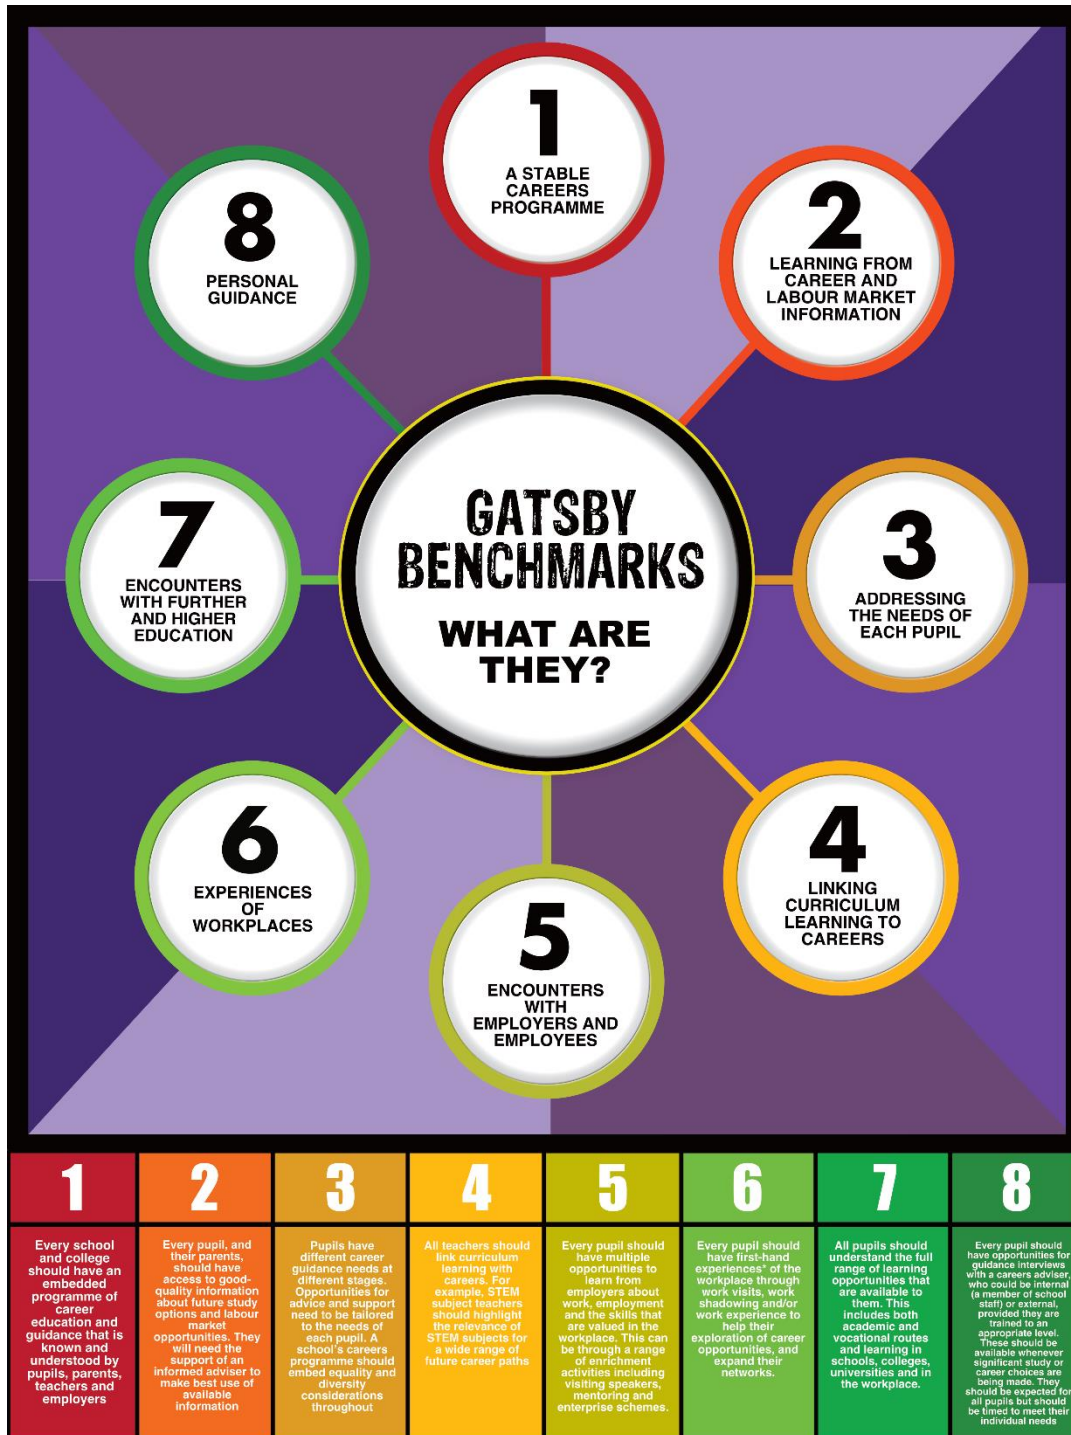 1
A STABLE
CAREERS
PROGRAMME
2
LEARNING FROM
CAREER AND
LABOUR MARKET
INFORMATION
3
ADDRESSING
THE NEEDS OF
EACH PUPIL
4
LINKING
CURRICULUM
LEARNING TO
CAREERS
5
ENCOUNTERS
WITH
EMPLOYERS AND
EMPLOYEES
6
EXPERIENCES
OF
WORKPLACES
7
ENCOUNTERS
WITH FURTHER
AND HIGHER
EDUCATION
8
PERSONAL
GUIDANCE
GATSBY
BENCHMARKS
WHAT ARE
THEY?
1
Every school
and college
should have an
embedded
programme of
career
education and
guidance that is
known and
understood by
pupils, parents,
teachers and
employers
2
Every pupil, and
their parents,
should have
access to good-
quality information
about future study
options and labour
market
opportunities. They
will need the
support of an
informed adviser to
make best use of
available
information
3
Pupils have
different career
guidance needs at
different stages.
Opportunities for
advice and support
need to be tailored
to the needs of
each pupil. A
school's careers
programme should
embed equality and
diversity
considerations
throughout
4
All teachers should
link curriculum
learning with
careers. For
example, STEM
subject teachers
should highlight
the relevance of
STEM subjects for
a wide range of
future career paths
5
Every pupil should
have multiple
opportunities to
learn from
employers about
work, employment
and the skills that
are valued in the
workplace. This can
be through a range
of enrichment
activities including
visiting speakers,
mentoring and
enterprise schemes.
6
Every pupil should
have first-hand
experiences* of the
workplace through
work visits, work
shadowing and/or
work experience to
help their
exploration of career
opportunities, and
expand their
networks.
7
All pupils should
understand the full
range of learning
opportunities that
are available to
them. This
includes both
academic and
vocational routes
and learning in
schools, colleges,
universities and in
the workplace.
8
Every pupil should
have opportunities for
guidance interviews
with a careers adviser,
who could be internal
(a member of school
staff) or external,
provided they are
trained to an
appropriate level.
These should be
available whenever
significant study or
career choices are
being made. They
should be expected for
all pupils but should
be timed to meet their
individual needs